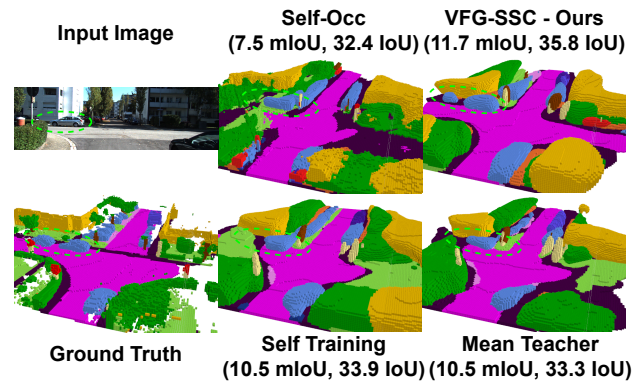 Input Image
Self-Occ
(7.5 mIoU, 32.4 IoU)
VFG-SSC - Ours
(11.7 mIoU, 35.8 IoU)
Ground Truth
Self Training
(10.5 mIoU, 33.9 IoU)
Mean Teacher
(10.5 mIoU, 33.3 IoU)